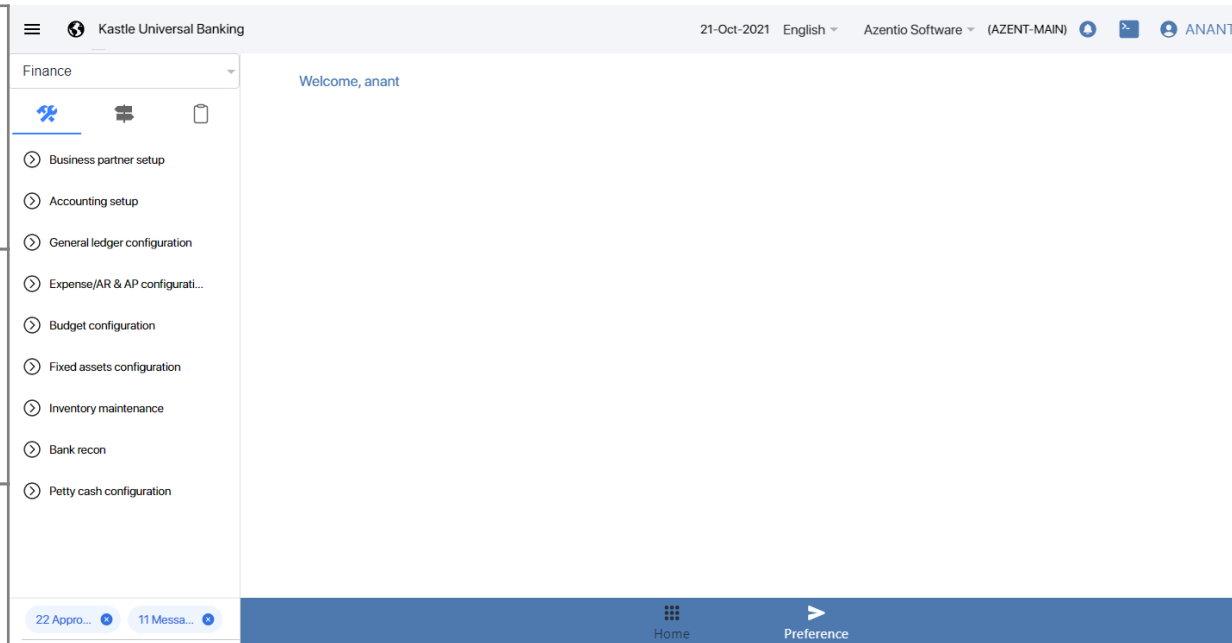 Kastle Universal Banking
21-Oct-2021 English Azentio Software (AZENT-MAIN) ANANT
Finance
Welcome, anant
Business partner setup
Accounting setup
General ledger configuration
Expense/AR & AP configurati...
Budget configuration
Fixed assets configuration
Inventory maintenance
Bank recon
Petty cash configuration
22 Appro... 11 Messa...
Home Preference